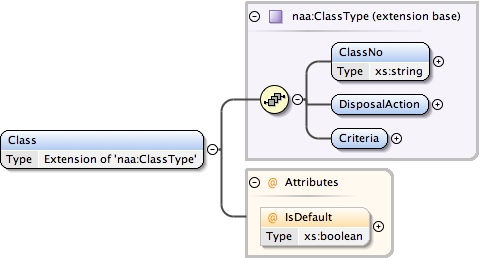 naa:ClassType (extension base)
ClassNo
Type xs:string
DisposalAction
Criteria
Class
Type Extension of 'naa:ClassType'
@ Attributes
@ IsDefault
Type xs:boolean